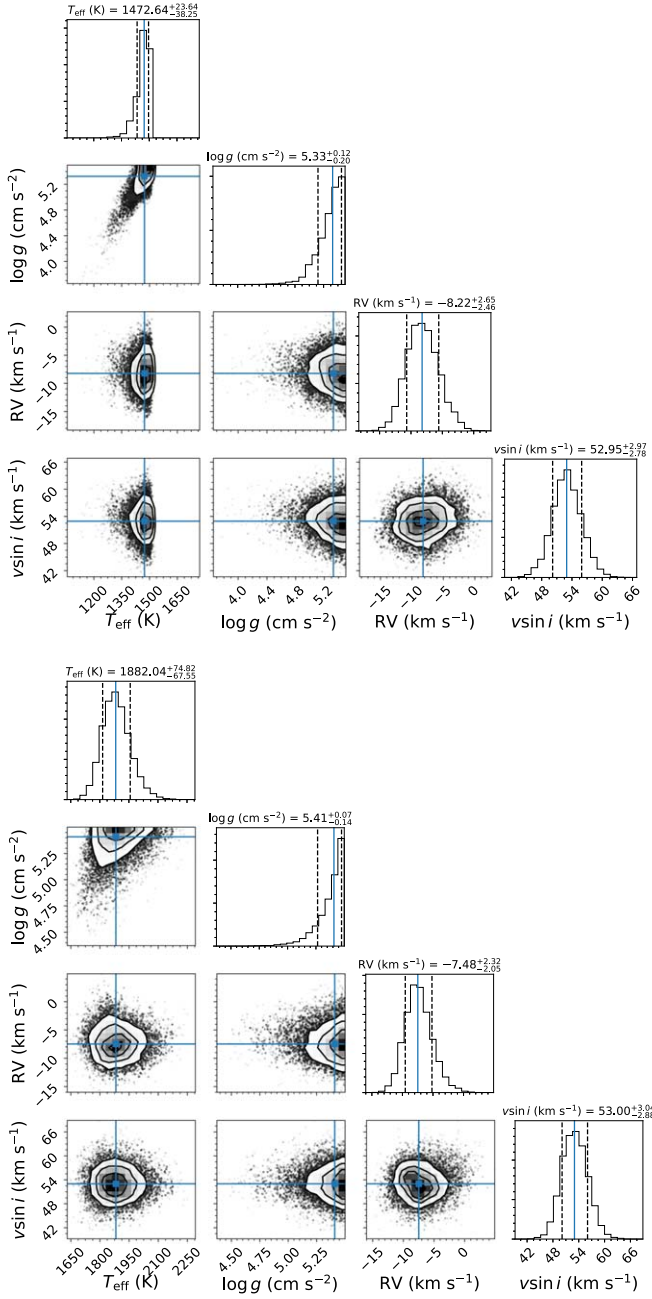 T_eff (K) = 1472.64 +23.64 −38.25
log g (cm s⁻²) = 5.33 +0.12 −0.20
log g (cm s⁻²)
5.2
4.8
4.4
4.0
RV (km s⁻¹) = −8.22 +2.65 −2.46
RV (km s⁻¹)
0
−5
−10
−15
v sin i (km s⁻¹) = 52.95 +2.97 −2.78
v sin i (km s⁻¹)
66
60
54
48
42
1200 1350 1500 1650
4.0 4.4 4.8 5.2
−15 −10 −5 0
42 48 54 60 66
T_eff (K) log g (cm s⁻²) RV (km s⁻¹) v sin i (km s⁻¹)
T_eff (K) = 1882.04 +74.82 −67.55
log g (cm s⁻²) = 5.41 +0.07 −0.14
log g (cm s⁻²)
5.25
5.00
4.75
4.50
RV (km s⁻¹) = −7.48 +2.32 −2.05
RV (km s⁻¹)
0
−5
−10
−15
v sin i (km s⁻¹) = 53.00 +3.04 −2.88
v sin i (km s⁻¹)
66
60
54
48
42
1650 1800 1950 2100 2250
4.50 4.75 5.00 5.25
−15 −10 −5 0
42 48 54 60 66
T_eff (K) log g (cm s⁻²) RV (km s⁻¹) v sin i (km s⁻¹)